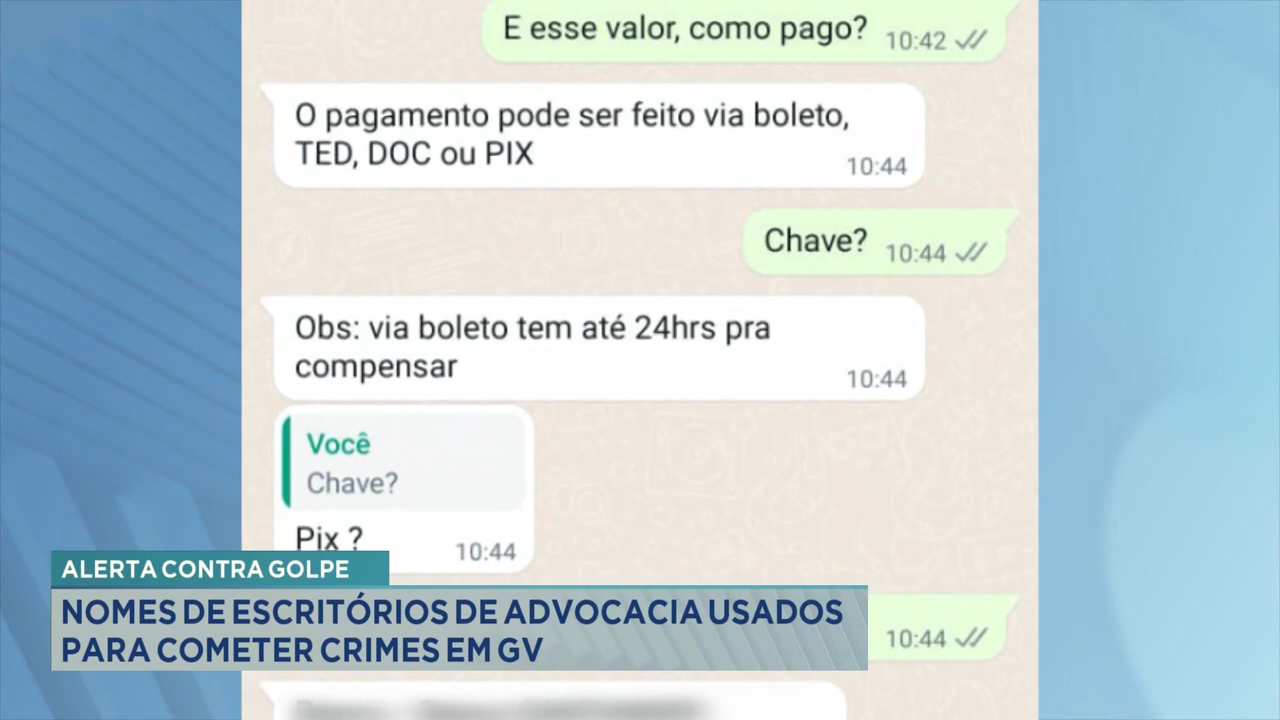 E esse valor, como pago?
10:42
O pagamento pode ser feito via boleto,
TED, DOC ou PIX
10:44
Chave?
10:44
Obs: via boleto tem até 24hrs pra
compensar
10:44
Você
Chave?
Pix ?
10:44
ALERTA CONTRA GOLPE
NOMES DE ESCRITÓRIOS DE ADVOCACIA USADOS
PARA COMETER CRIMES EM GV
10:44